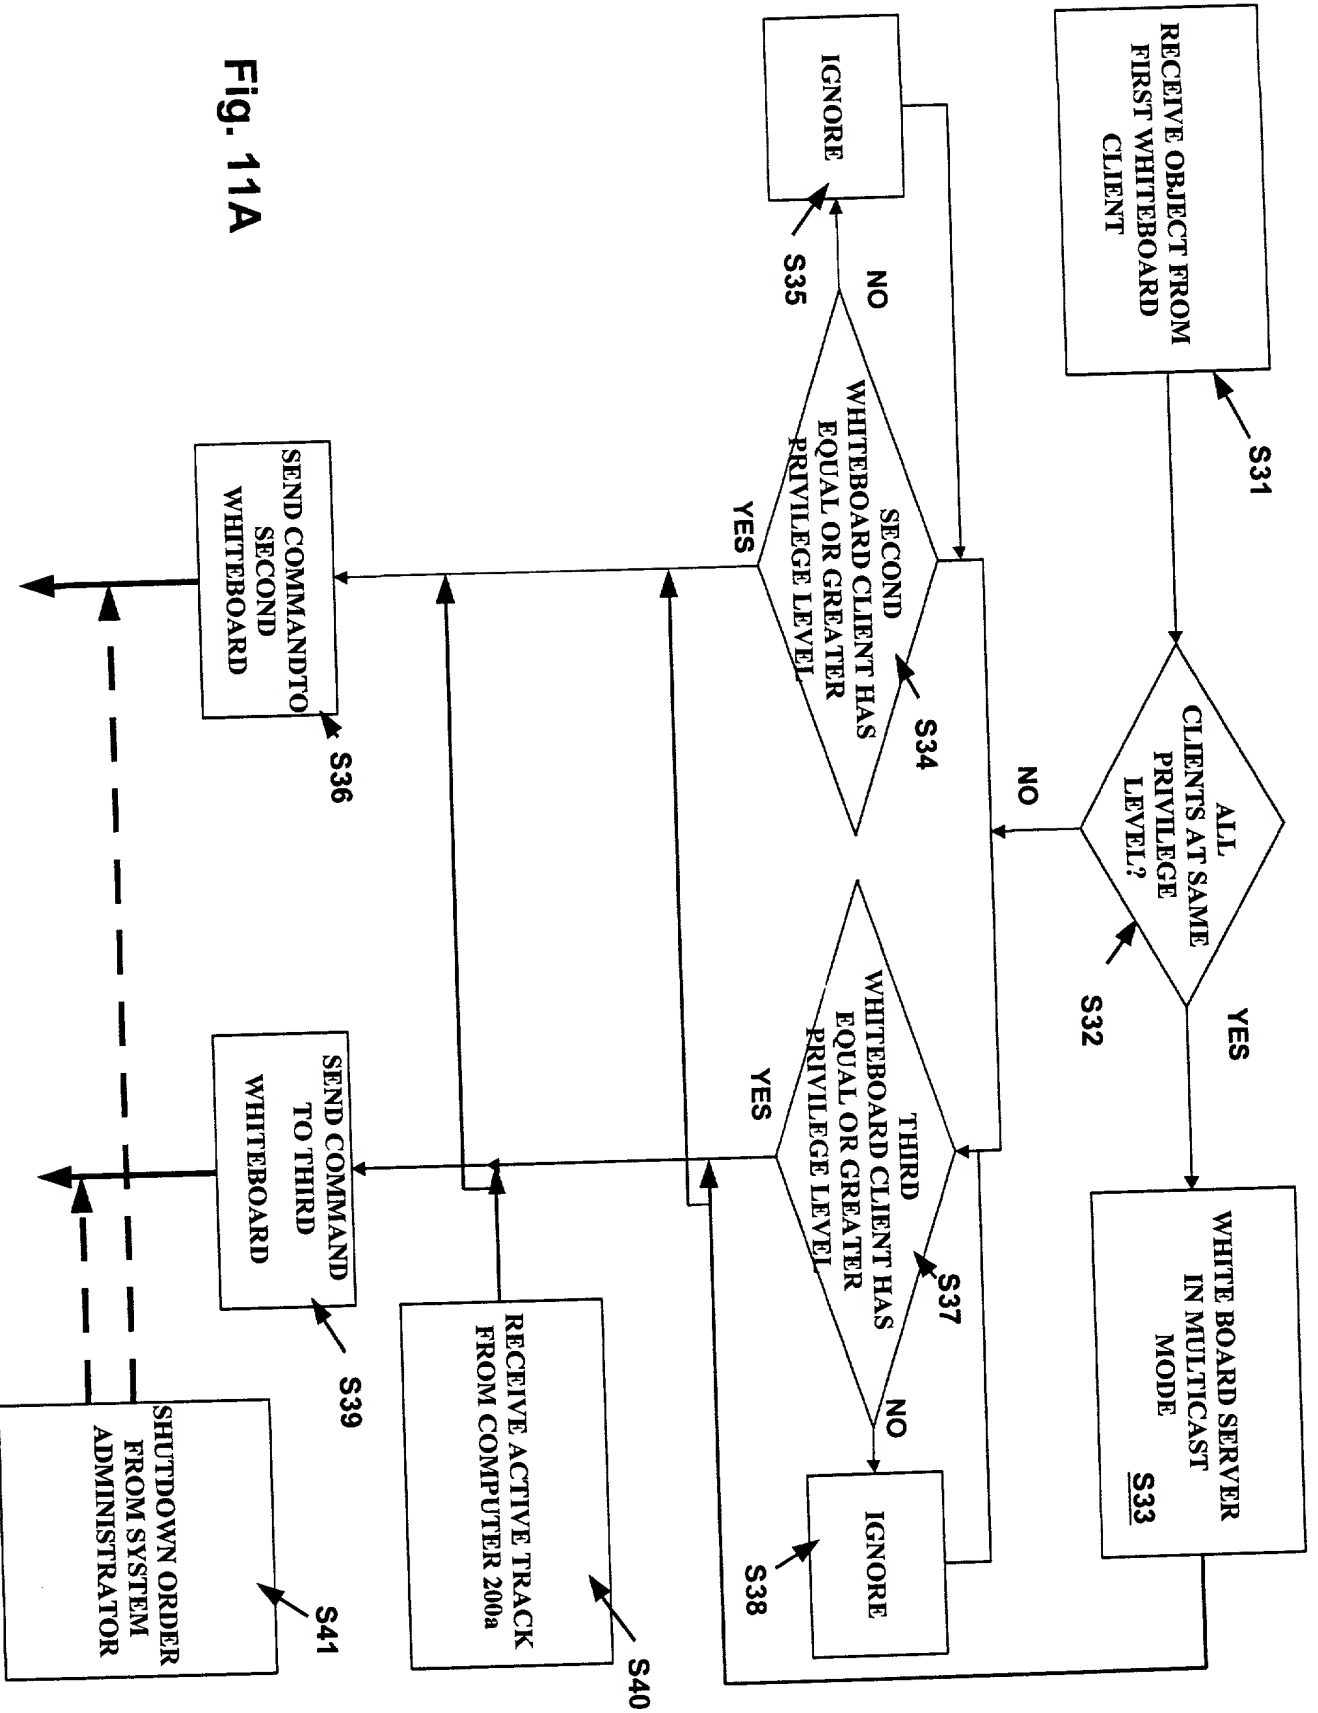 RECEIVE OBJECT FROM
FIRST WHITEBOARD
CLIENT
S31
ALL
CLIENTS AT SAME
PRIVILEGE
LEVEL?
S32
YES
NO
WHITE BOARD SERVER
IN MULTICAST
MODE
S33
IGNORE
S35
NO
SECOND
WHITEBOARD CLIENT HAS
EQUAL OR GREATER
PRIVILEGE LEVEL
S34
YES
THIRD
WHITEBOARD CLIENT HAS
EQUAL OR GREATER
PRIVILEGE LEVEL
S37
YES
NO
IGNORE
S38
RECEIVE ACTIVE TRACK
FROM COMPUTER 200a
S40
SEND COMMANDTO
SECOND
WHITEBOARD
S36
SEND COMMAND
TO THIRD
WHITEBOARD
S39
SHUTDOWN ORDER
FROM SYSTEM
ADMINISTRATOR
S41
Fig. 11A